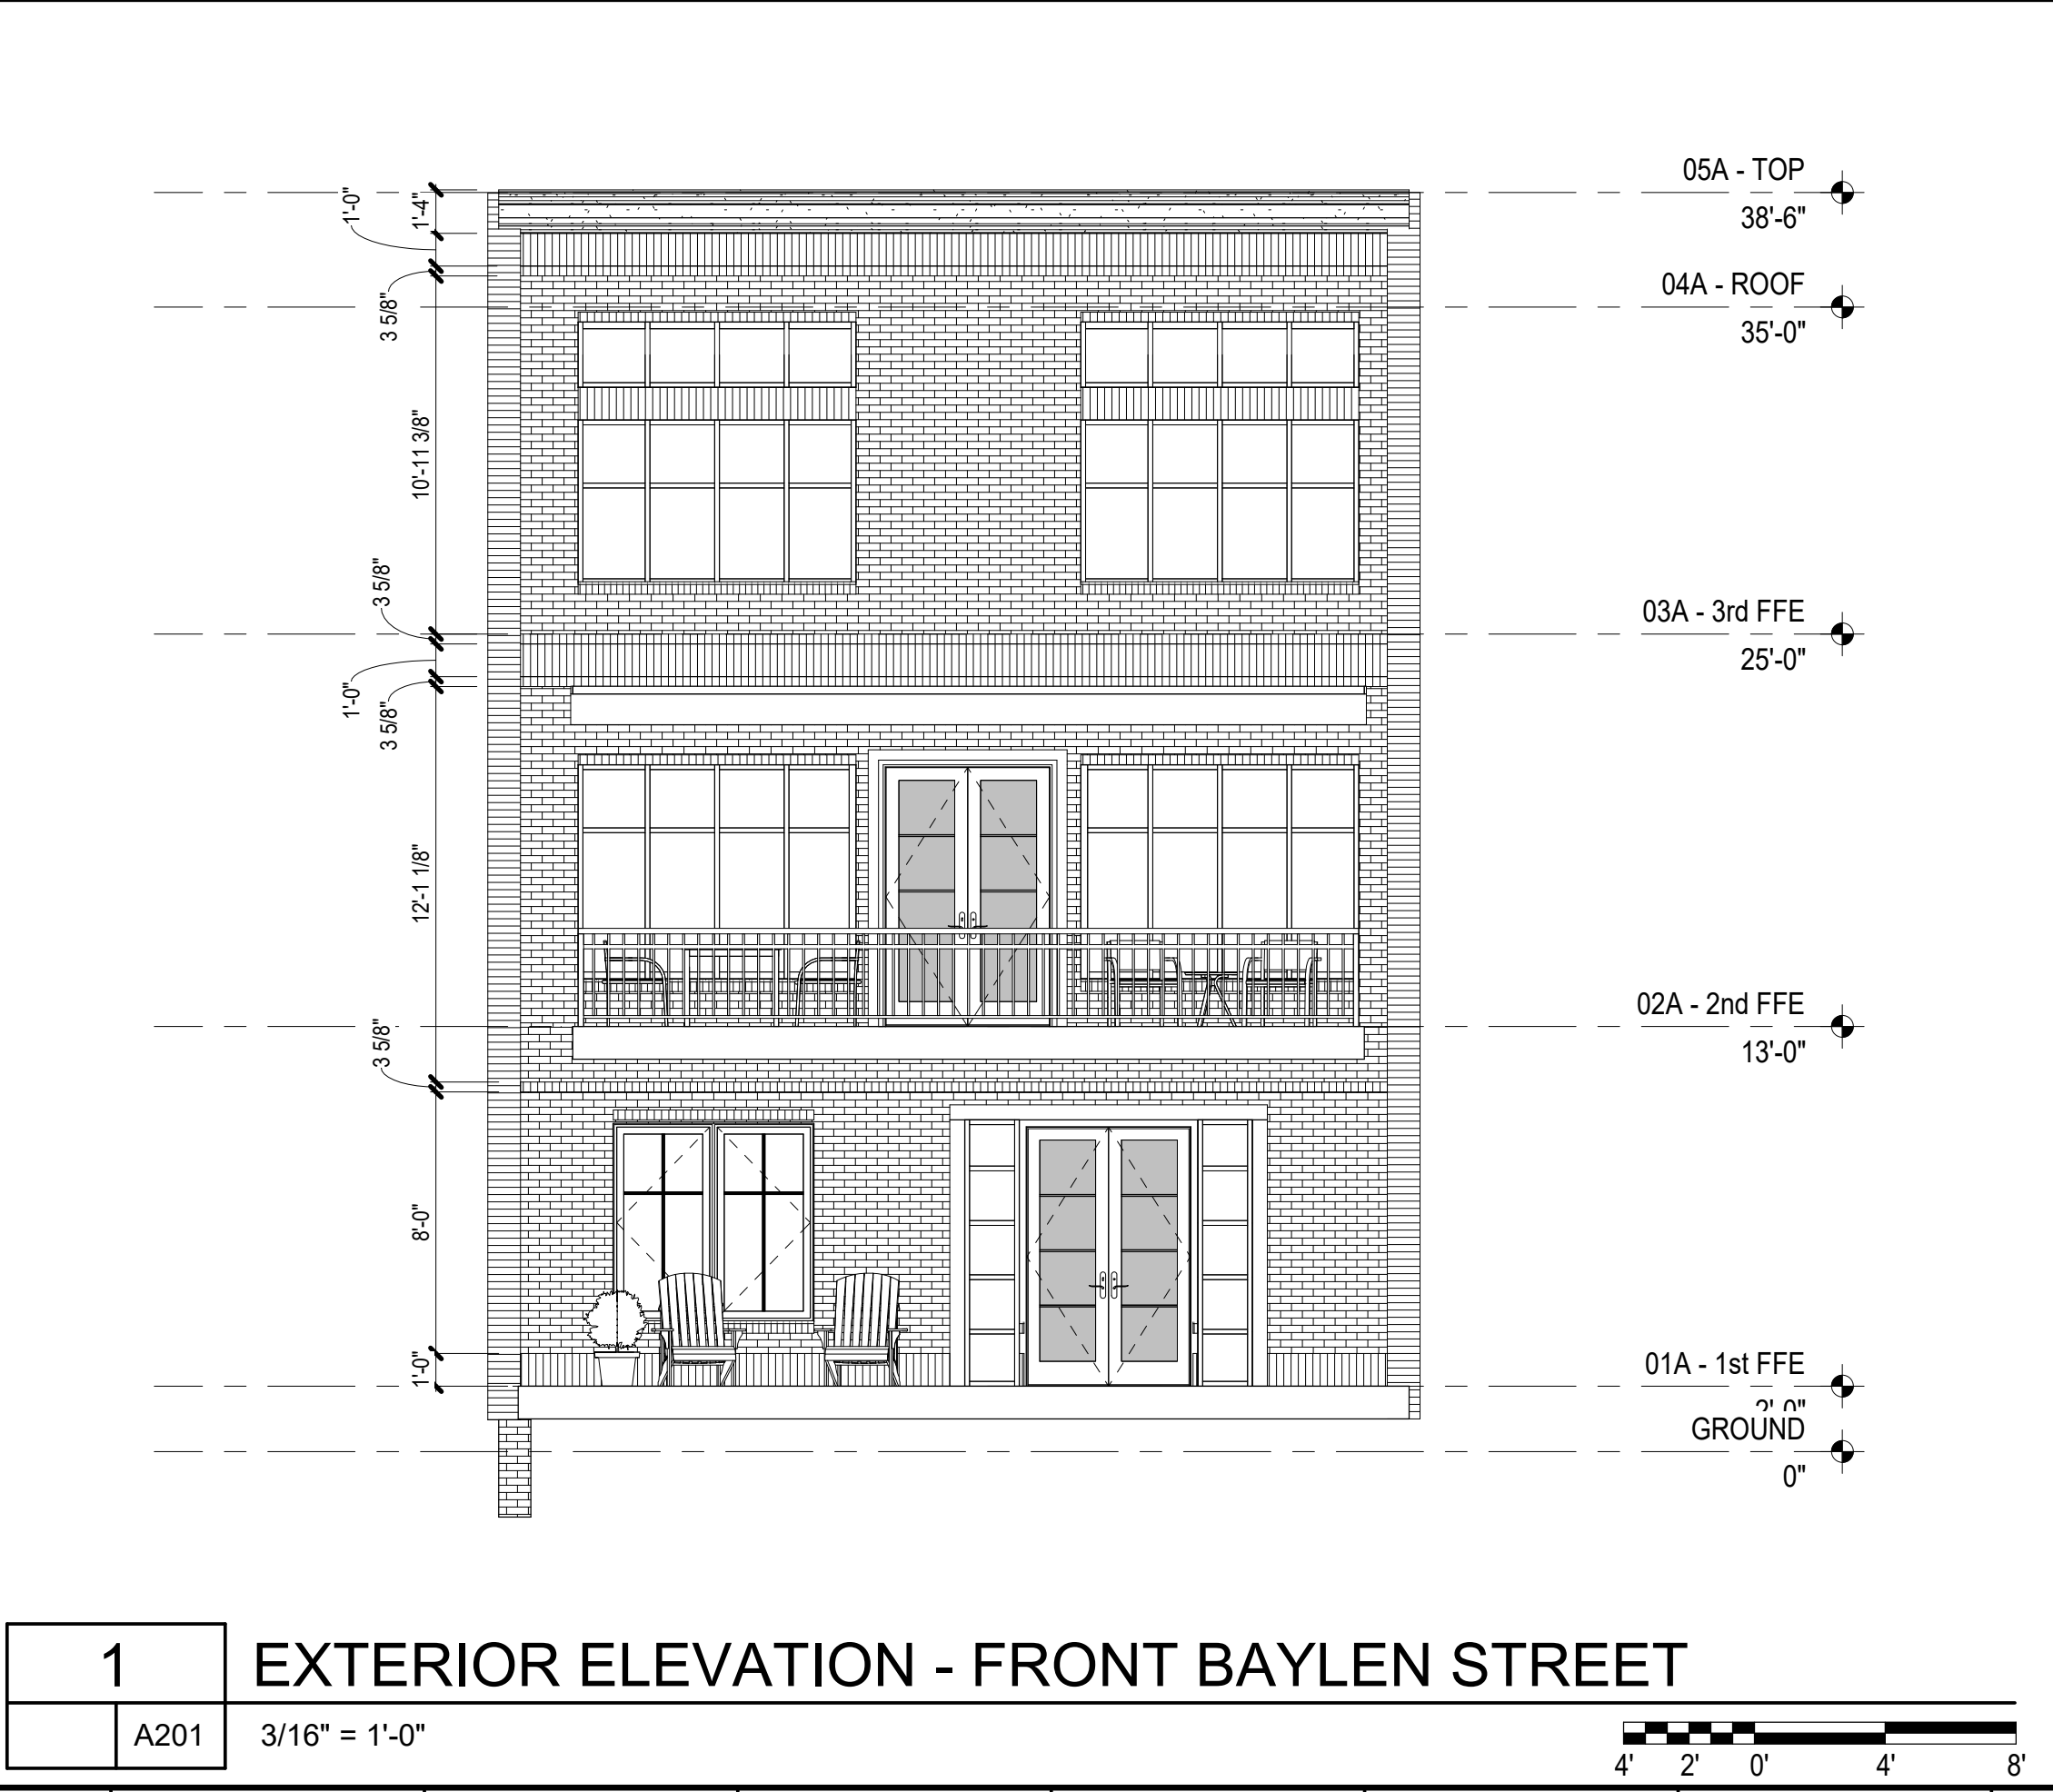 05A - TOP
38'-6"
04A - ROOF
35'-0"
03A - 3rd FFE
25'-0"
02A - 2nd FFE
13'-0"
01A - 1st FFE
GROUND
0"
1'-0"
1'-4"
3 5/8"
10'-11 3/8"
3 5/8"
1'-0"
3 5/8"
12'-1 1/8"
3 5/8"
8'-0"
1'-0"
1
EXTERIOR ELEVATION - FRONT BAYLEN STREET
A201
3/16" = 1'-0"
4' 2' 0' 4' 8'